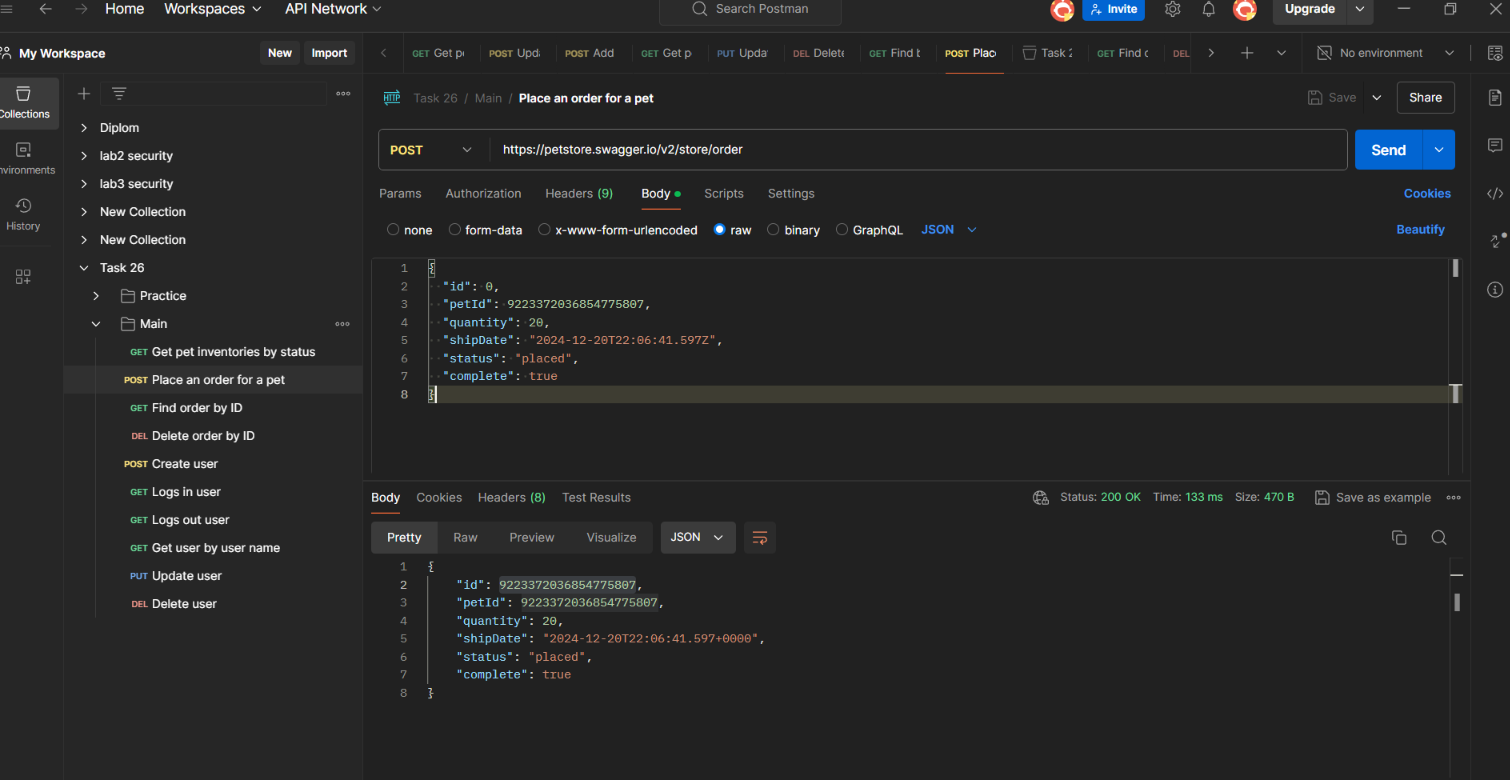 Home Workspaces API Network Search Postman Invite Upgrade
My Workspace New Import
GET Get pe POST Upda POST Add GET Get p PUT Updat DEL Delete GET Find b POST Place Task 2 GET Find o DEL No environment
Collections
nvironments
History
Diplom
lab2 security
lab3 security
New Collection
New Collection
Task 26
Practice
Main
GET Get pet inventories by status
POST Place an order for a pet
GET Find order by ID
DEL Delete order by ID
POST Create user
GET Logs in user
GET Logs out user
GET Get user by user name
PUT Update user
DEL Delete user
HTTP Task 26 / Main / Place an order for a pet Save Share
POST https://petstore.swagger.io/v2/store/order Send
Params Authorization Headers (9) Body Scripts Settings Cookies
none form-data x-www-form-urlencoded raw binary GraphQL JSON Beautify
1 {
2 "id": 0,
3 "petId": 9223372036854775807,
4 "quantity": 20,
5 "shipDate": "2024-12-20T22:06:41.597Z",
6 "status": "placed",
7 "complete": true
8 }
Body Cookies Headers (8) Test Results Status: 200 OK Time: 133 ms Size: 470 B Save as example
Pretty Raw Preview Visualize JSON
1 {
2 "id": 9223372036854775807,
3 "petId": 9223372036854775807,
4 "quantity": 20,
5 "shipDate": "2024-12-20T22:06:41.597+0000",
6 "status": "placed",
7 "complete": true
8 }